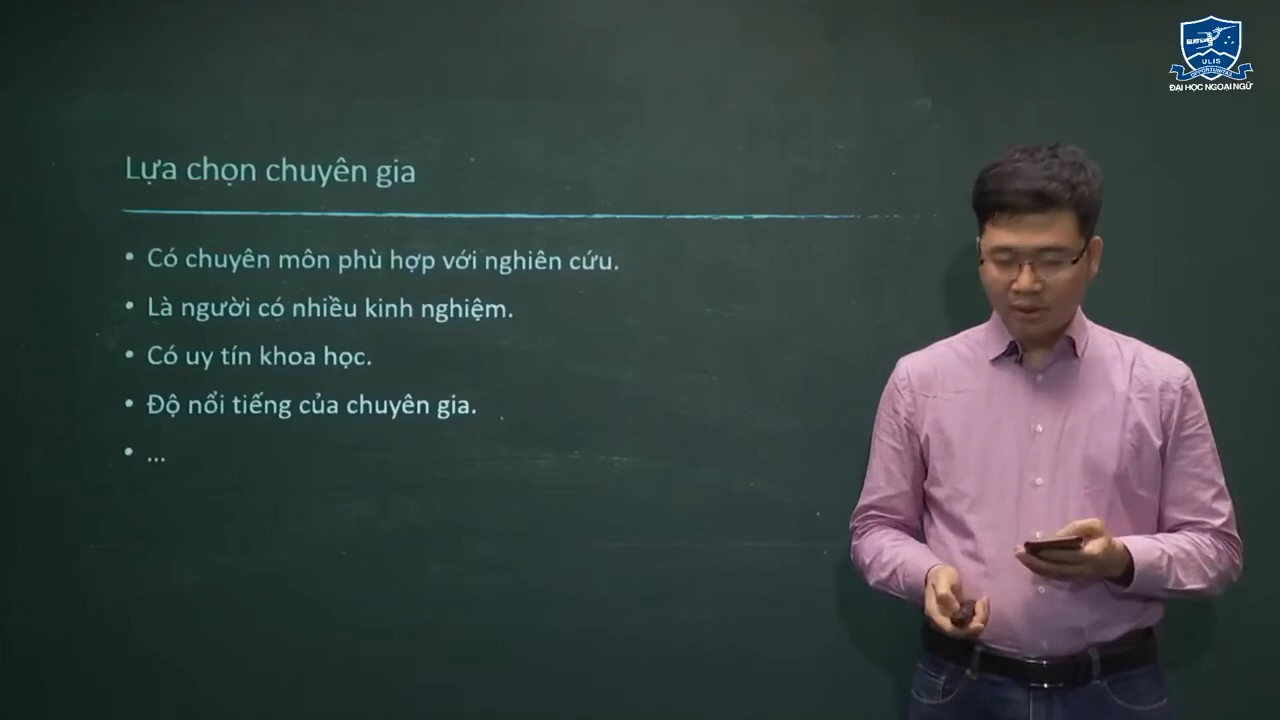 ULIS
ĐẠI HỌC NGOẠI NGỮ
Lựa chọn chuyên gia
• Có chuyên môn phù hợp với nghiên cứu.
• Là người có nhiều kinh nghiệm.
• Có uy tín khoa học.
• Độ nổi tiếng của chuyên gia.
• ...